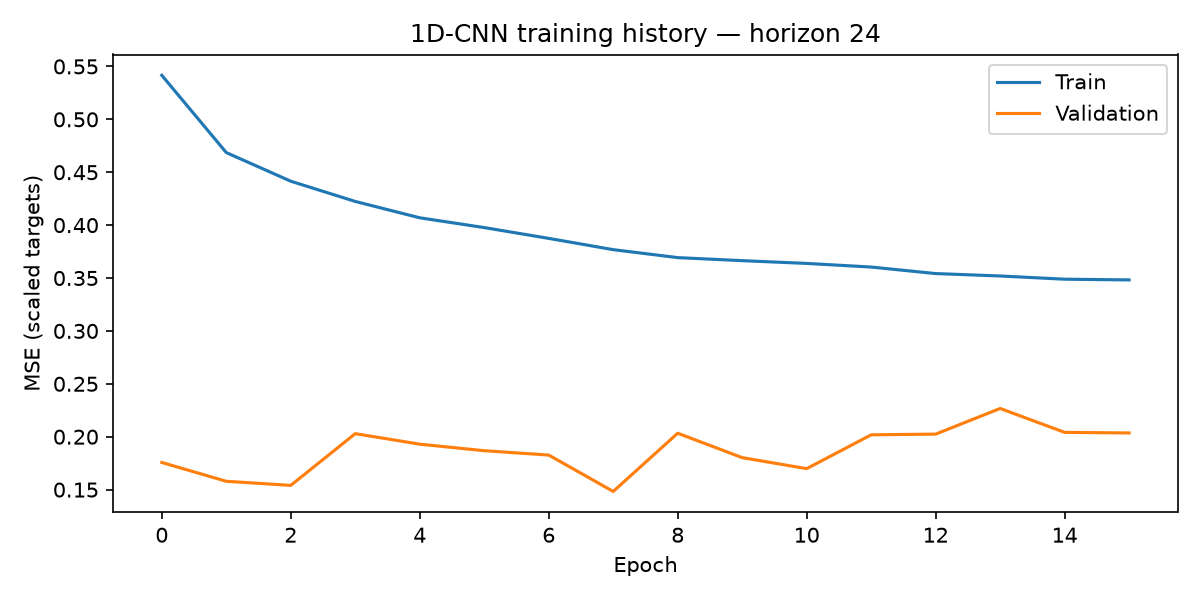 1D-CNN training history — horizon 24
Train
Validation
MSE (scaled targets)
0.55
0.50
0.45
0.40
0.35
0.30
0.25
0.20
0.15
0 2 4 6 8 10 12 14
Epoch